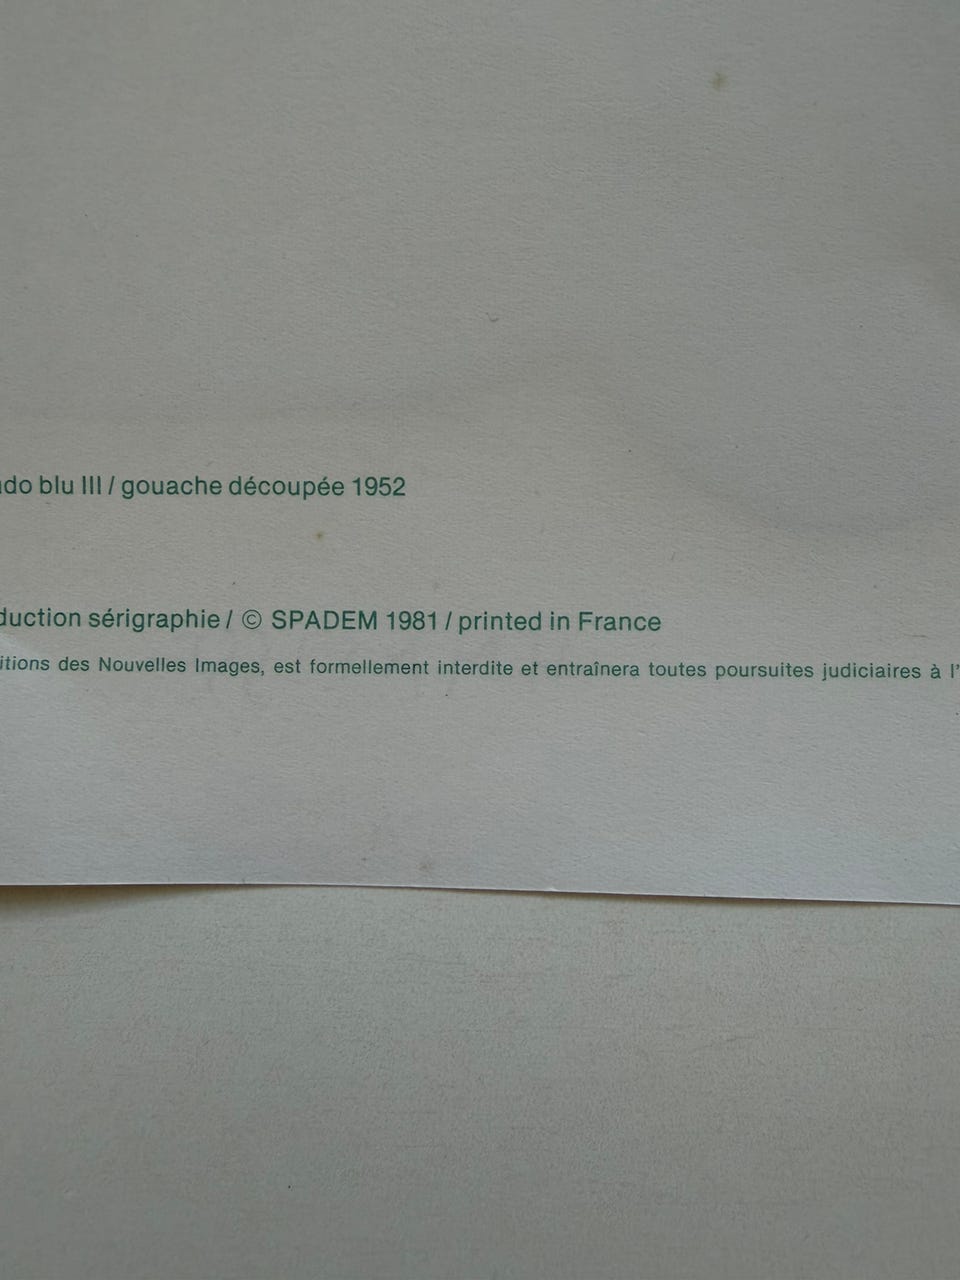 do blu III / gouache découpée 1952
duction sérigraphie / © SPADEM 1981 / printed in France
itions des Nouvelles Images, est formellement interdite et entraînera toutes poursuites judiciaires à l'